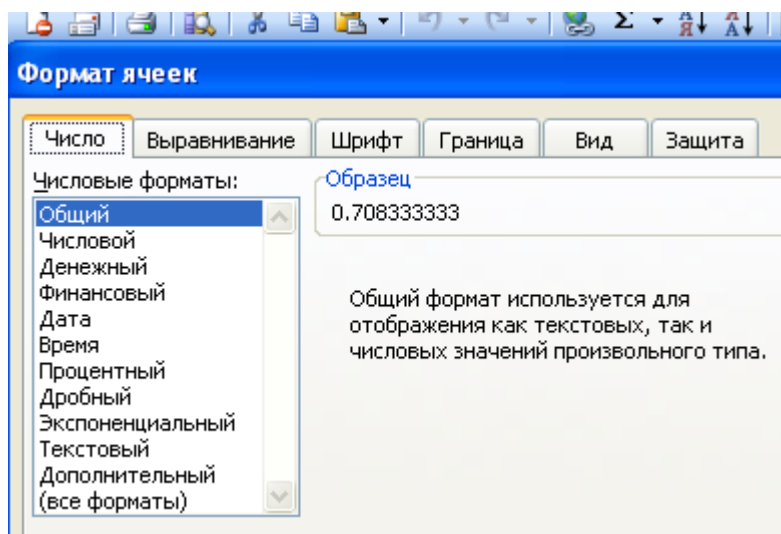 Σ
А
Я
Я
А
Формат ячеек
Число Выравнивание Шрифт Граница Вид Защита
Числовые форматы:
Образец
0.708333333
Общий
Числовой
Денежный
Финансовый
Дата
Время
Процентный
Дробный
Экспоненциальный
Текстовый
Дополнительный
(все форматы)
Общий формат используется для
отображения как текстовых, так и
числовых значений произвольного типа.